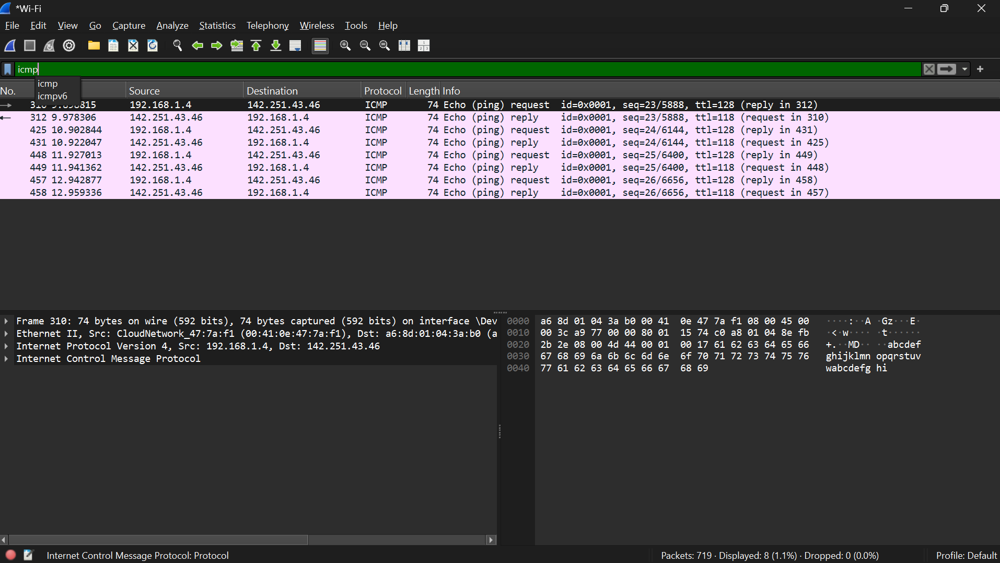 *Wi-Fi
File Edit View Go Capture Analyze Statistics Telephony Wireless Tools Help
icmp
icmp
icmpv6
No. Source Destination Protocol Length Info
192.168.1.4 142.251.43.46 ICMP 74 Echo (ping) request id=0x0001, seq=23/5888, ttl=128 (reply in 312)
312 9.978306 142.251.43.46 192.168.1.4 ICMP 74 Echo (ping) reply id=0x0001, seq=23/5888, ttl=118 (request in 310)
425 10.902844 192.168.1.4 142.251.43.46 ICMP 74 Echo (ping) request id=0x0001, seq=24/6144, ttl=128 (reply in 431)
431 10.922047 142.251.43.46 192.168.1.4 ICMP 74 Echo (ping) reply id=0x0001, seq=24/6144, ttl=118 (request in 425)
448 11.927013 192.168.1.4 142.251.43.46 ICMP 74 Echo (ping) request id=0x0001, seq=25/6400, ttl=128 (reply in 449)
449 11.941362 142.251.43.46 192.168.1.4 ICMP 74 Echo (ping) reply id=0x0001, seq=25/6400, ttl=118 (request in 448)
457 12.942877 192.168.1.4 142.251.43.46 ICMP 74 Echo (ping) request id=0x0001, seq=26/6656, ttl=128 (reply in 458)
458 12.959336 142.251.43.46 192.168.1.4 ICMP 74 Echo (ping) reply id=0x0001, seq=26/6656, ttl=118 (request in 457)
Frame 310: 74 bytes on wire (592 bits), 74 bytes captured (592 bits) on interface \Dev
Ethernet II, Src: CloudNetwork_47:7a:f1 (00:41:0e:47:7a:f1), Dst: a6:8d:01:04:3a:b0 (a
Internet Protocol Version 4, Src: 192.168.1.4, Dst: 142.251.43.46
Internet Control Message Protocol
0000 a6 8d 01 04 3a b0 00 41 0e 47 7a f1 08 00 45 00 ····:··A ·Gz···E·
0010 00 3c a9 77 00 00 80 01 15 74 c0 a8 01 04 8e fb ·<·w···· ·t······
0020 2b 2e 08 00 4d 44 00 01 00 17 61 62 63 64 65 66 +.··MD·· ··abcdef
0030 67 68 69 6a 6b 6c 6d 6e 6f 70 71 72 73 74 75 76 ghijklmn opqrstuv
0040 77 61 62 63 64 65 66 67 68 69 wabcdefg hi
Internet Control Message Protocol: Protocol
Packets: 719 · Displayed: 8 (1.1%) · Dropped: 0 (0.0%)
Profile: Default